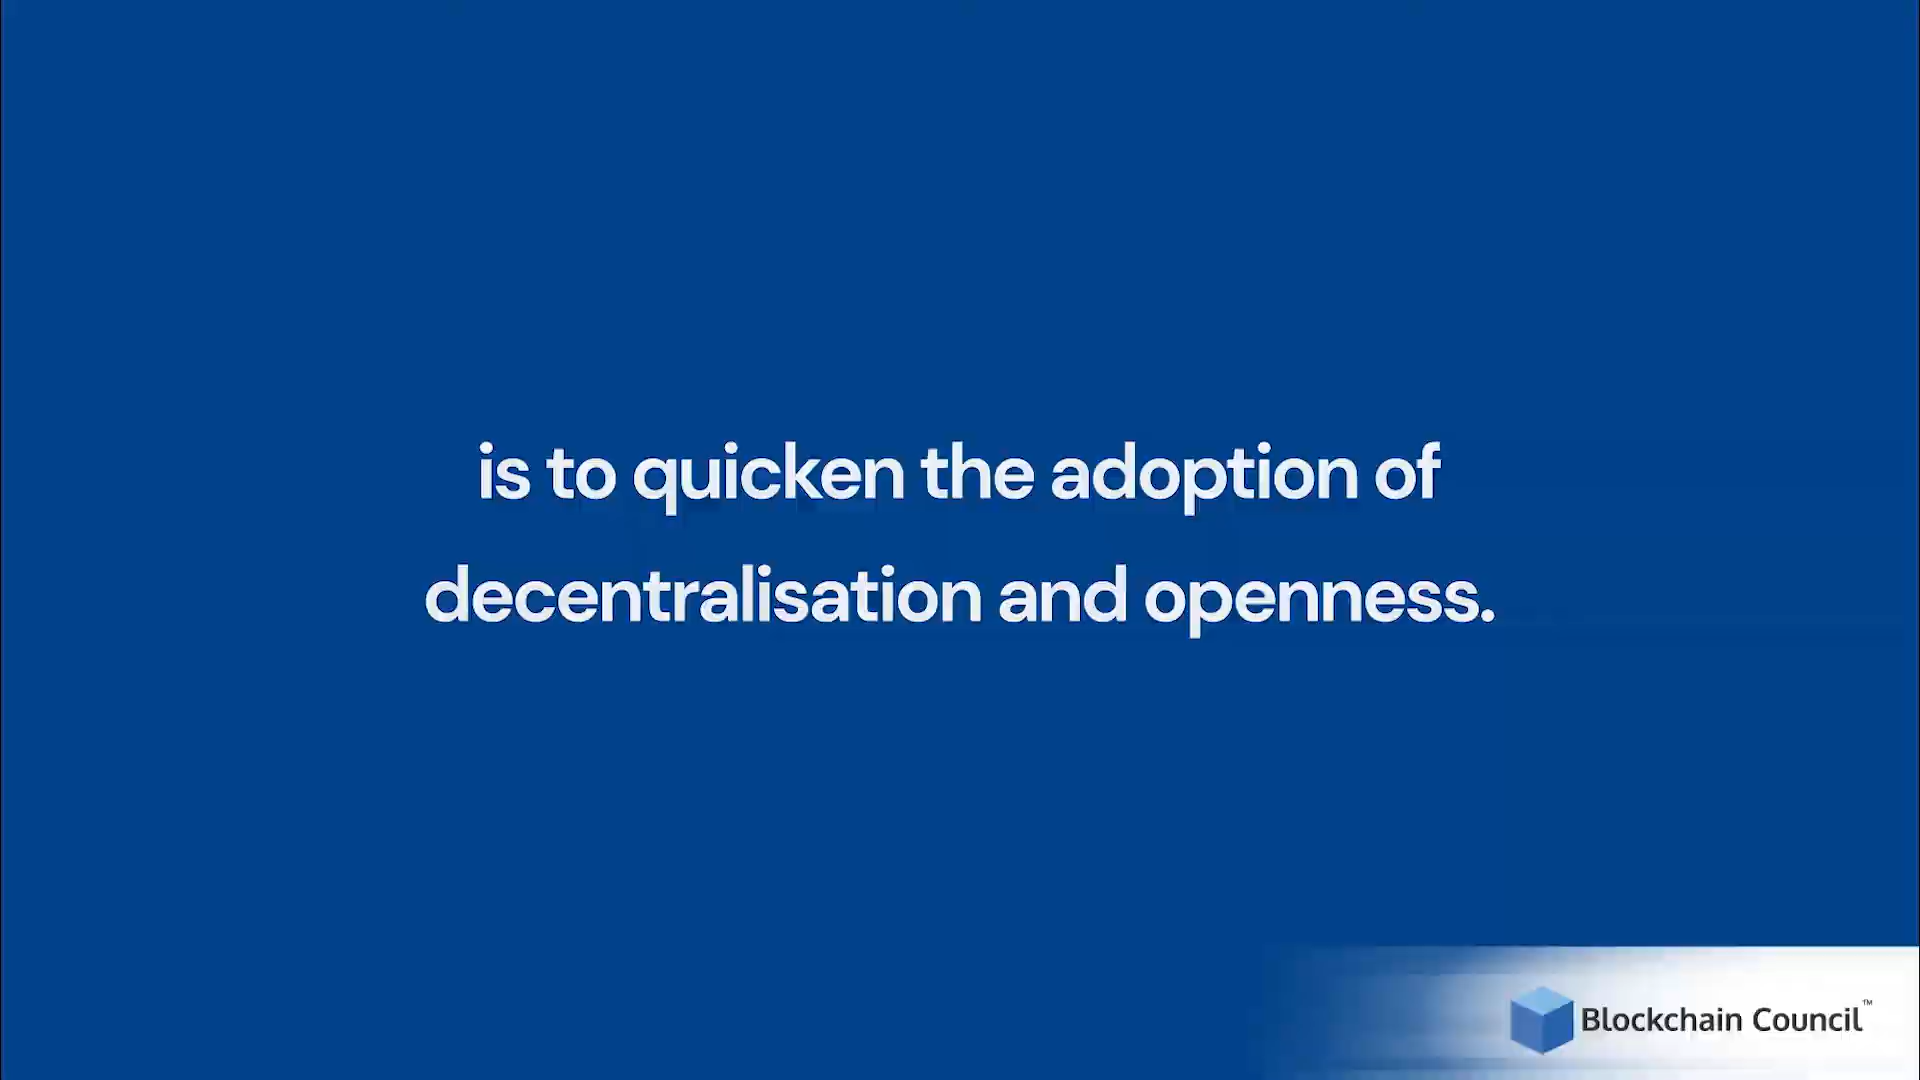 is to quicken the adoption of
decentralisation and openness.
Blockchain Council™